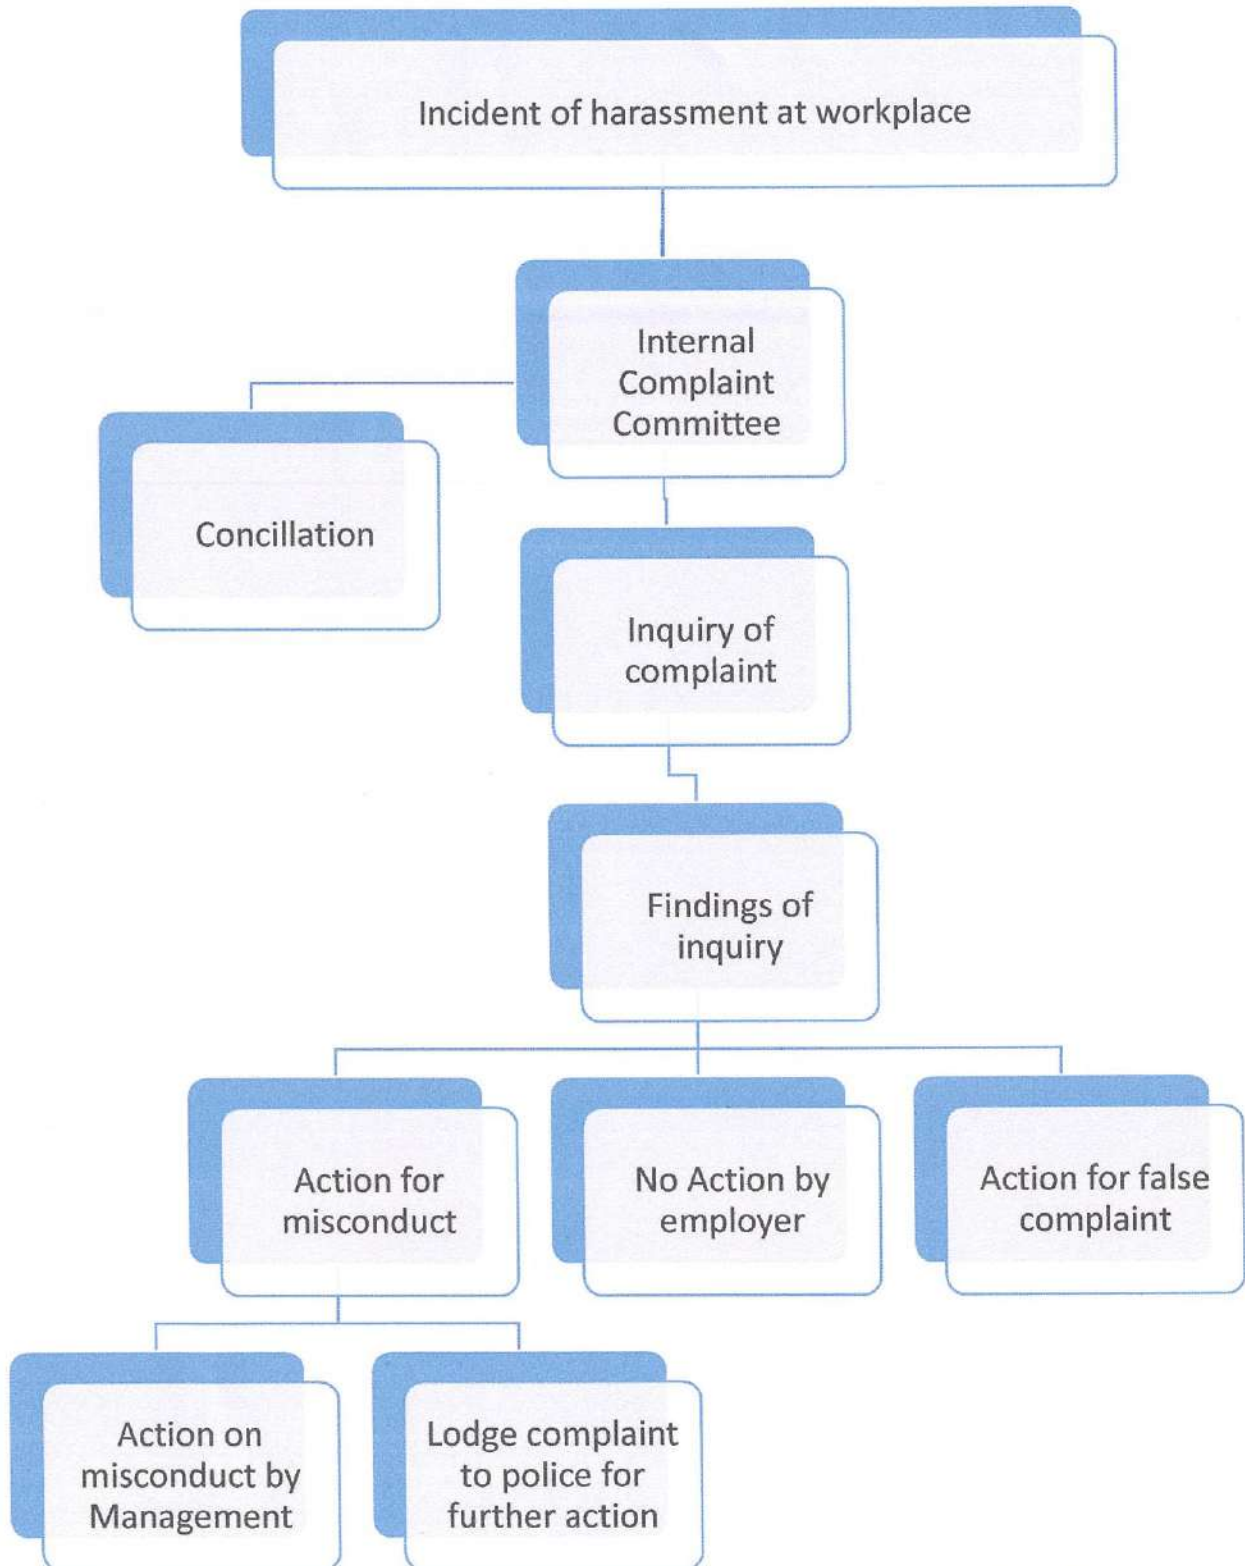 Incident of harassment at workplace
Internal
Complaint
Committee
Concillation
Inquiry of
complaint
Findings of
inquiry
Action for
misconduct
No Action by
employer
Action for false
complaint
Action on
misconduct by
Management
Lodge complaint
to police for
further action